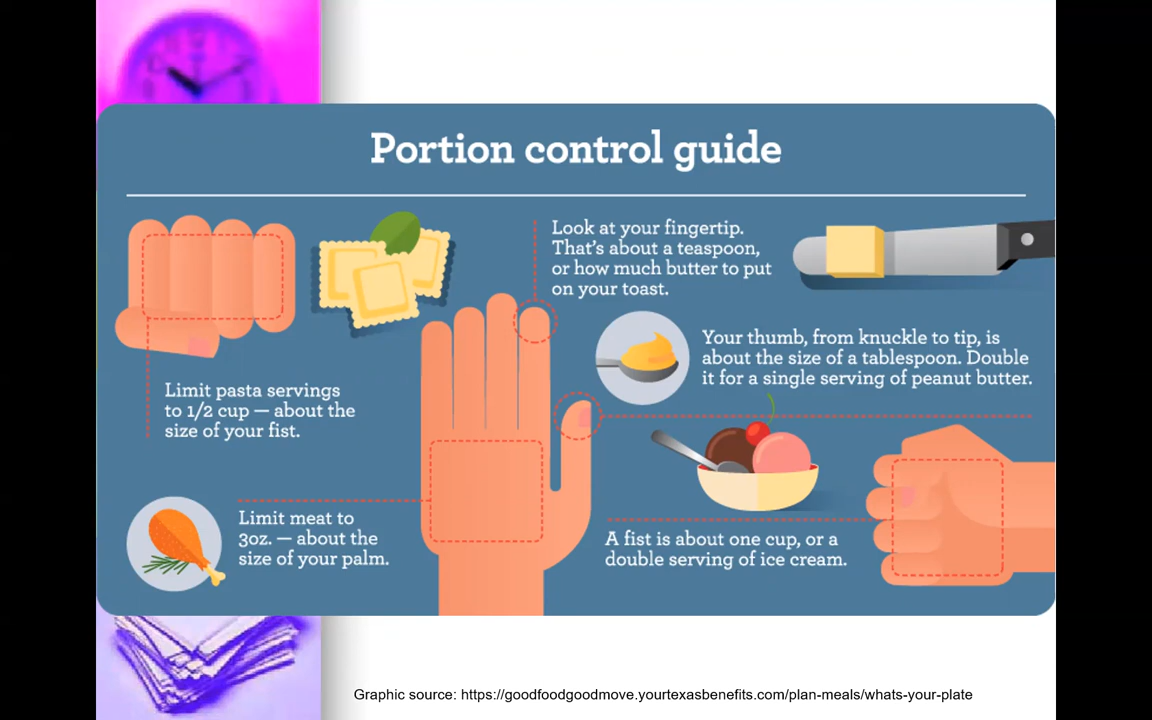 Portion control guide
Look at your fingertip.
That's about a teaspoon,
or how much butter to put
on your toast.
Your thumb, from knuckle to tip, is
about the size of a tablespoon. Double
it for a single serving of peanut butter.
Limit pasta servings
to 1/2 cup — about the
size of your fist.
Limit meat to
3oz. — about the
size of your palm.
A fist is about one cup, or a
double serving of ice cream.
Graphic source: https://goodfoodgoodmove.yourtexasbenefits.com/plan-meals/whats-your-plate